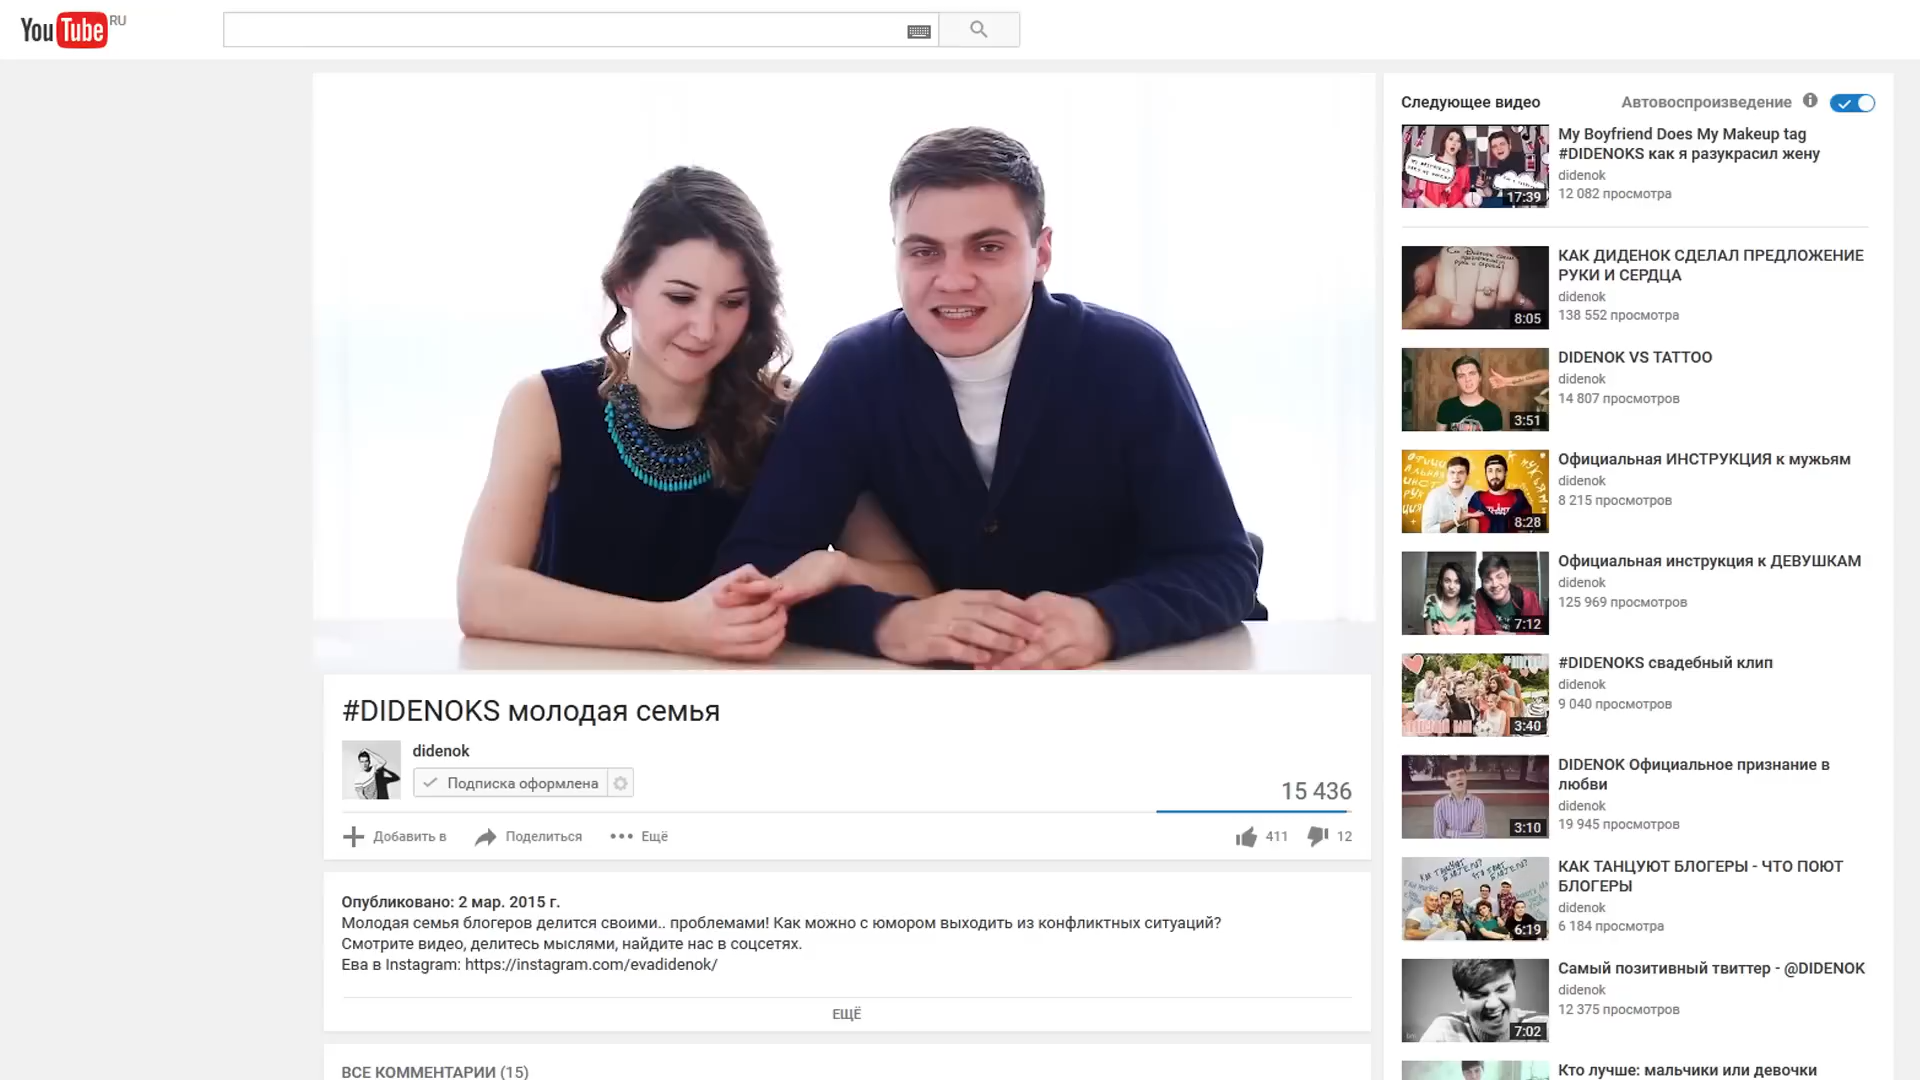 YouTube RU
Следующее видео
Автовоспроизведение
My Boyfriend Does My Makeup tag
#DIDENOKS как я разукрасил жену
didenok
12 082 просмотра
17:39
КАК ДИДЕНОК СДЕЛАЛ ПРЕДЛОЖЕНИЕ
РУКИ И СЕРДЦА
didenok
138 552 просмотра
8:05
DIDENOK VS TATTOO
didenok
14 807 просмотров
3:51
Официальная ИНСТРУКЦИЯ к мужьям
didenok
8 215 просмотров
8:28
Официальная инструкция к ДЕВУШКАМ
didenok
125 969 просмотров
7:12
#DIDENOKS свадебный клип
didenok
9 040 просмотров
3:40
DIDENOK Официальное признание в
любви
didenok
19 945 просмотров
3:10
КАК ТАНЦУЮТ БЛОГЕРЫ - ЧТО ПОЮТ
БЛОГЕРЫ
didenok
6 184 просмотра
6:19
Самый позитивный твиттер - @DIDENOK
didenok
12 375 просмотров
7:02
Кто лучше: мальчики или девочки
#DIDENOKS молодая семья
didenok
Подписка оформлена
15 436
Добавить в
Поделиться
Ещё
411
12
Опубликовано: 2 мар. 2015 г.
Молодая семья блогеров делится своими.. проблемами! Как можно с юмором выходить из конфликтных ситуаций?
Смотрите видео, делитесь мыслями, найдите нас в соцсетях.
Ева в Instagram: https://instagram.com/evadidenok/
ЕЩЁ
ВСЕ КОММЕНТАРИИ (15)